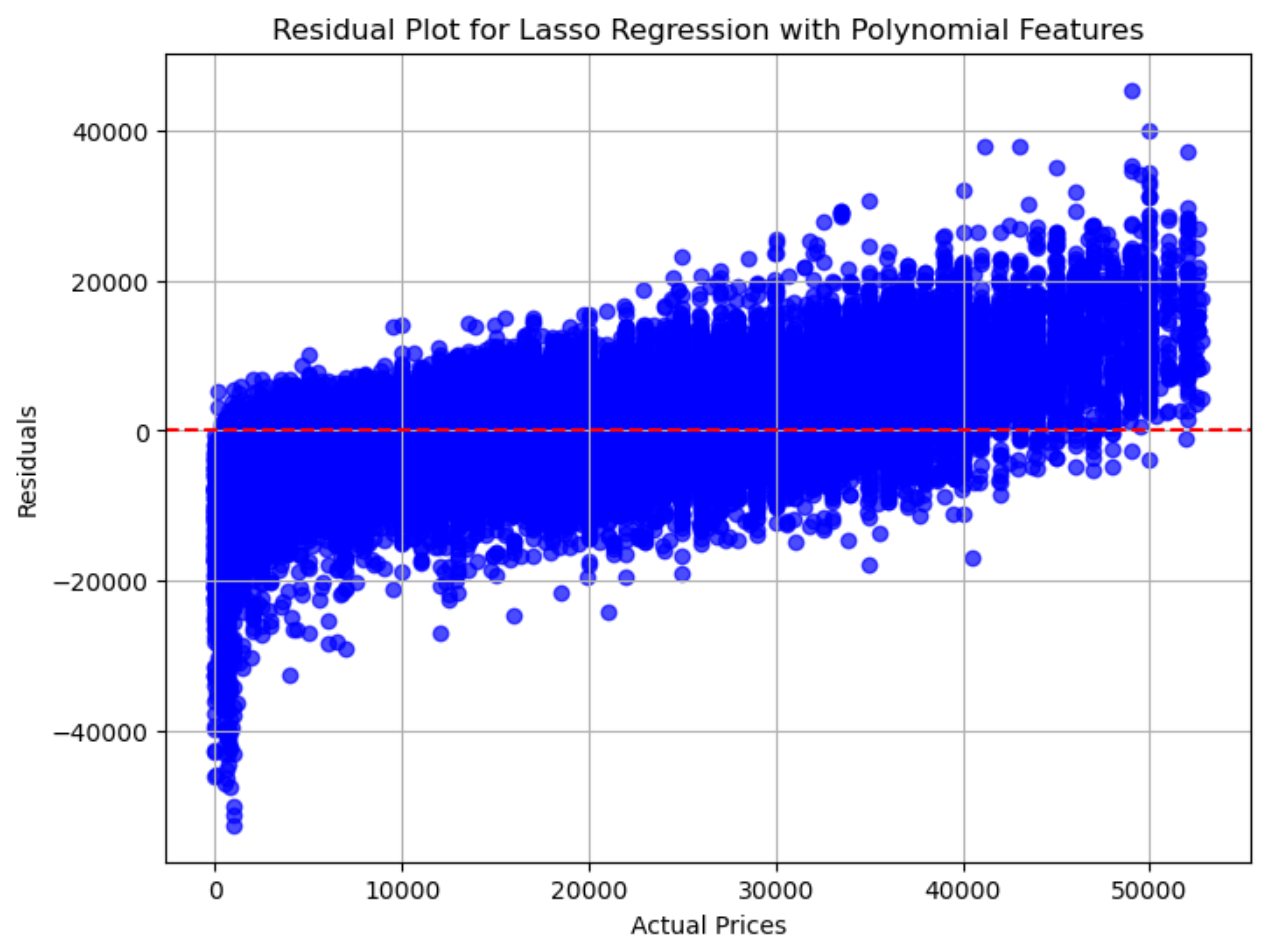 Residual Plot for Lasso Regression with Polynomial Features
40000
20000
0
−20000
−40000
Residuals
0 10000 20000 30000 40000 50000
Actual Prices